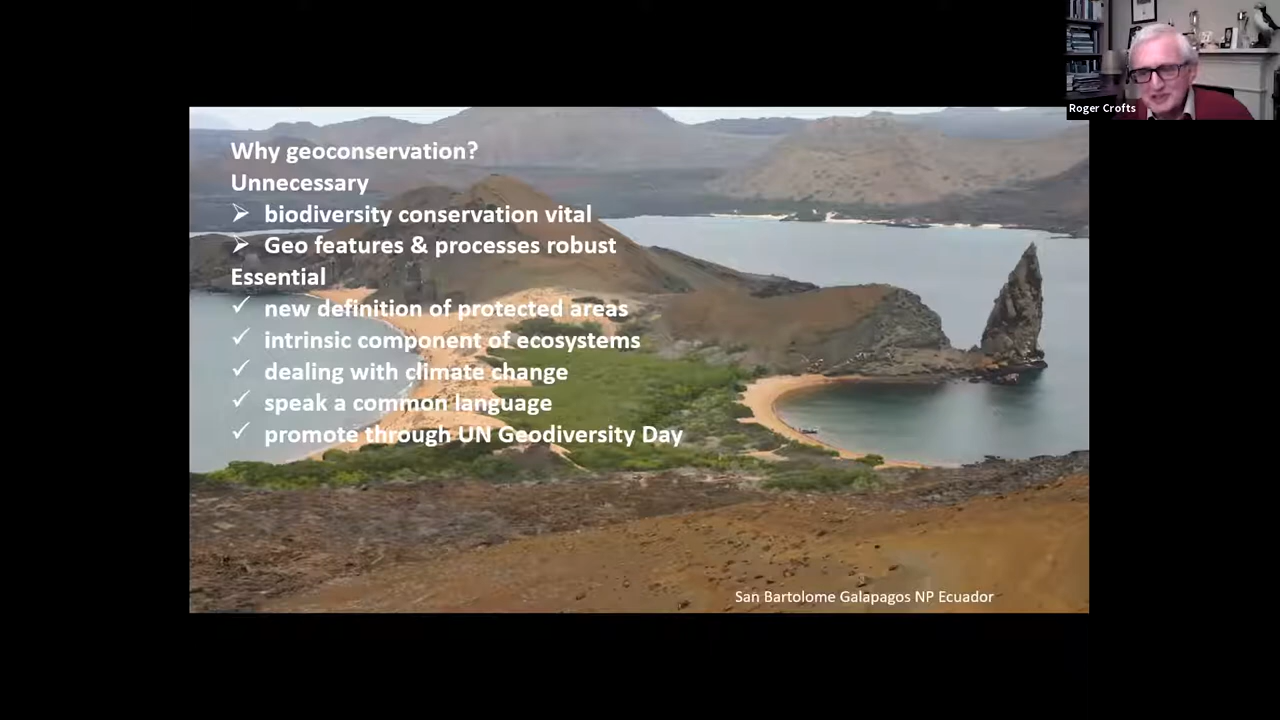 Roger Crofts
Why geoconservation?
Unnecessary
biodiversity conservation vital
Geo features & processes robust
Essential
new definition of protected areas
intrinsic component of ecosystems
dealing with climate change
speak a common language
promote through UN Geodiversity Day
San Bartolome Galapagos NP Ecuador